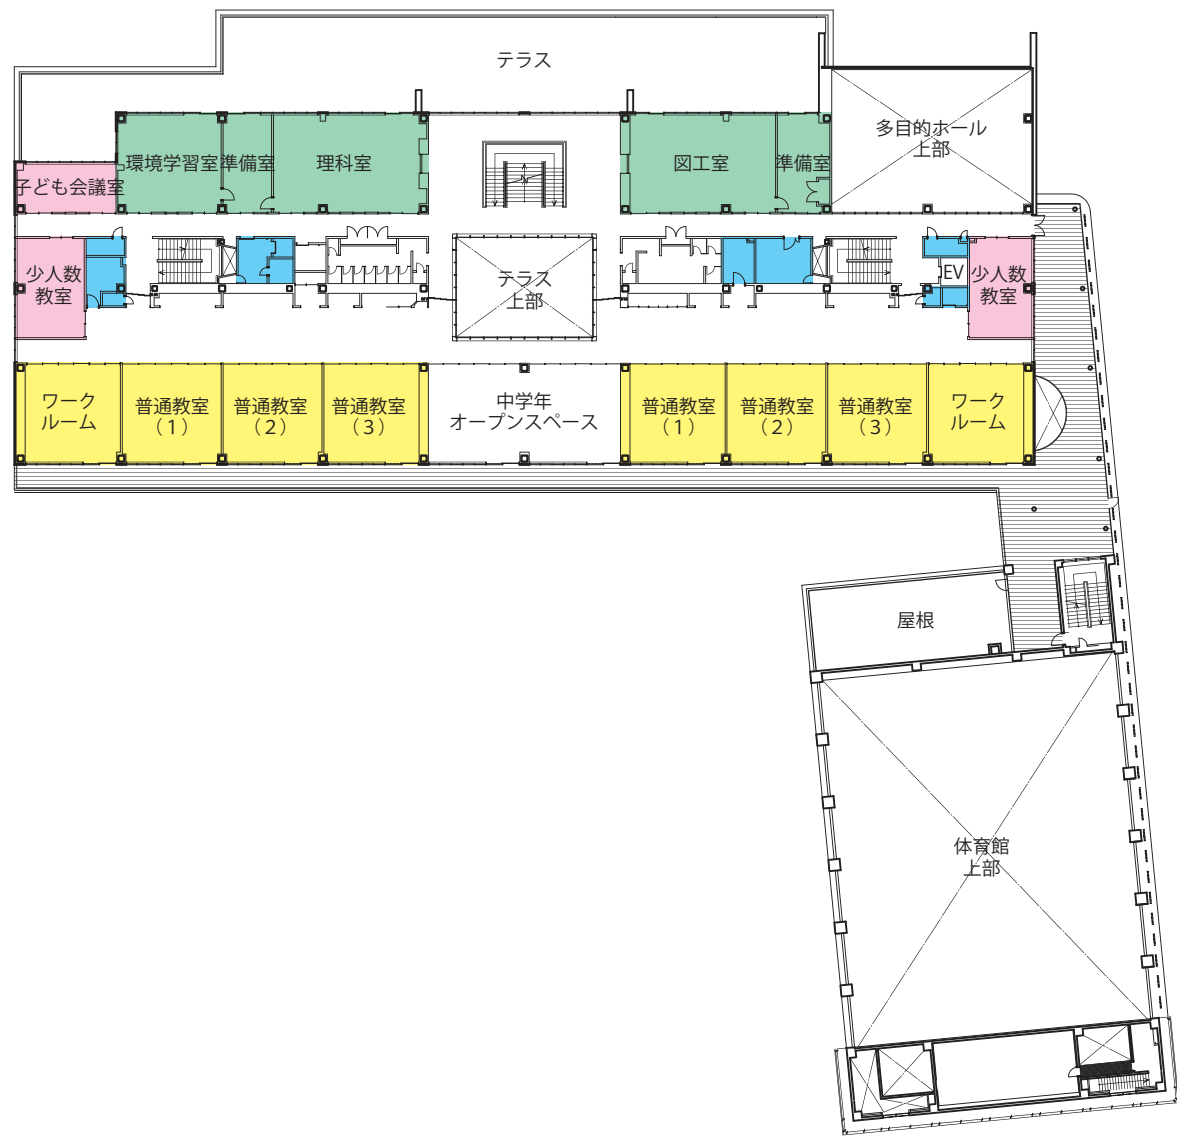 テラス
多目的ホール
上部
環境学習室
準備室
理科室
図工室
準備室
子ども会議室
少人数
教室
テラス
上部
EV
少人数
教室
ワーク
ルーム
普通教室
（1）
普通教室
（2）
普通教室
（3）
中学年
オープンスペース
普通教室
（1）
普通教室
（2）
普通教室
（3）
ワーク
ルーム
屋根
体育館
上部